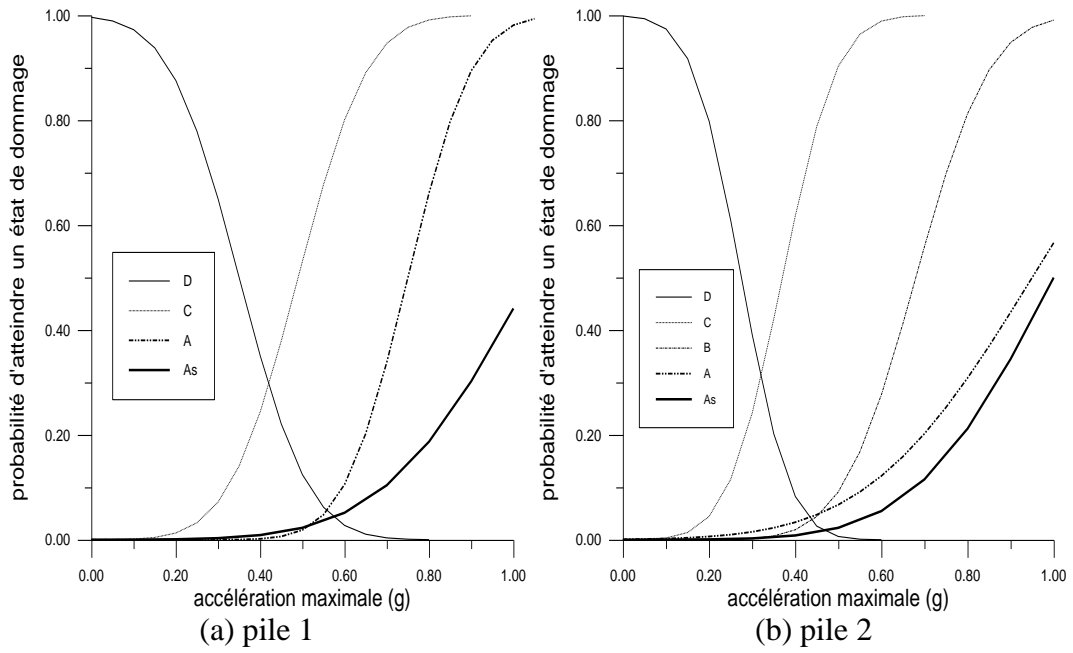 probabilité d'atteindre un état de dommage
1.00
0.80
0.60
0.40
0.20
0.00
D
C
A
As
0.00 0.20 0.40 0.60 0.80 1.00
accélération maximale (g)
(a) pile 1
probabilité d'atteindre un état de dommage
1.00
0.80
0.60
0.40
0.20
0.00
D
C
B
A
As
0.00 0.20 0.40 0.60 0.80 1.00
accélération maximale (g)
(b) pile 2